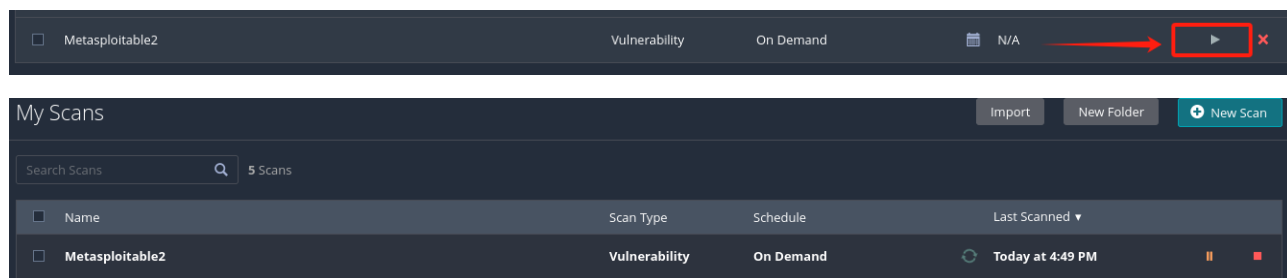 Metasploitable2 Vulnerability On Demand N/A
My Scans Import New Folder New Scan
Search Scans 5 Scans
Name Scan Type Schedule Last Scanned
Metasploitable2 Vulnerability On Demand Today at 4:49 PM